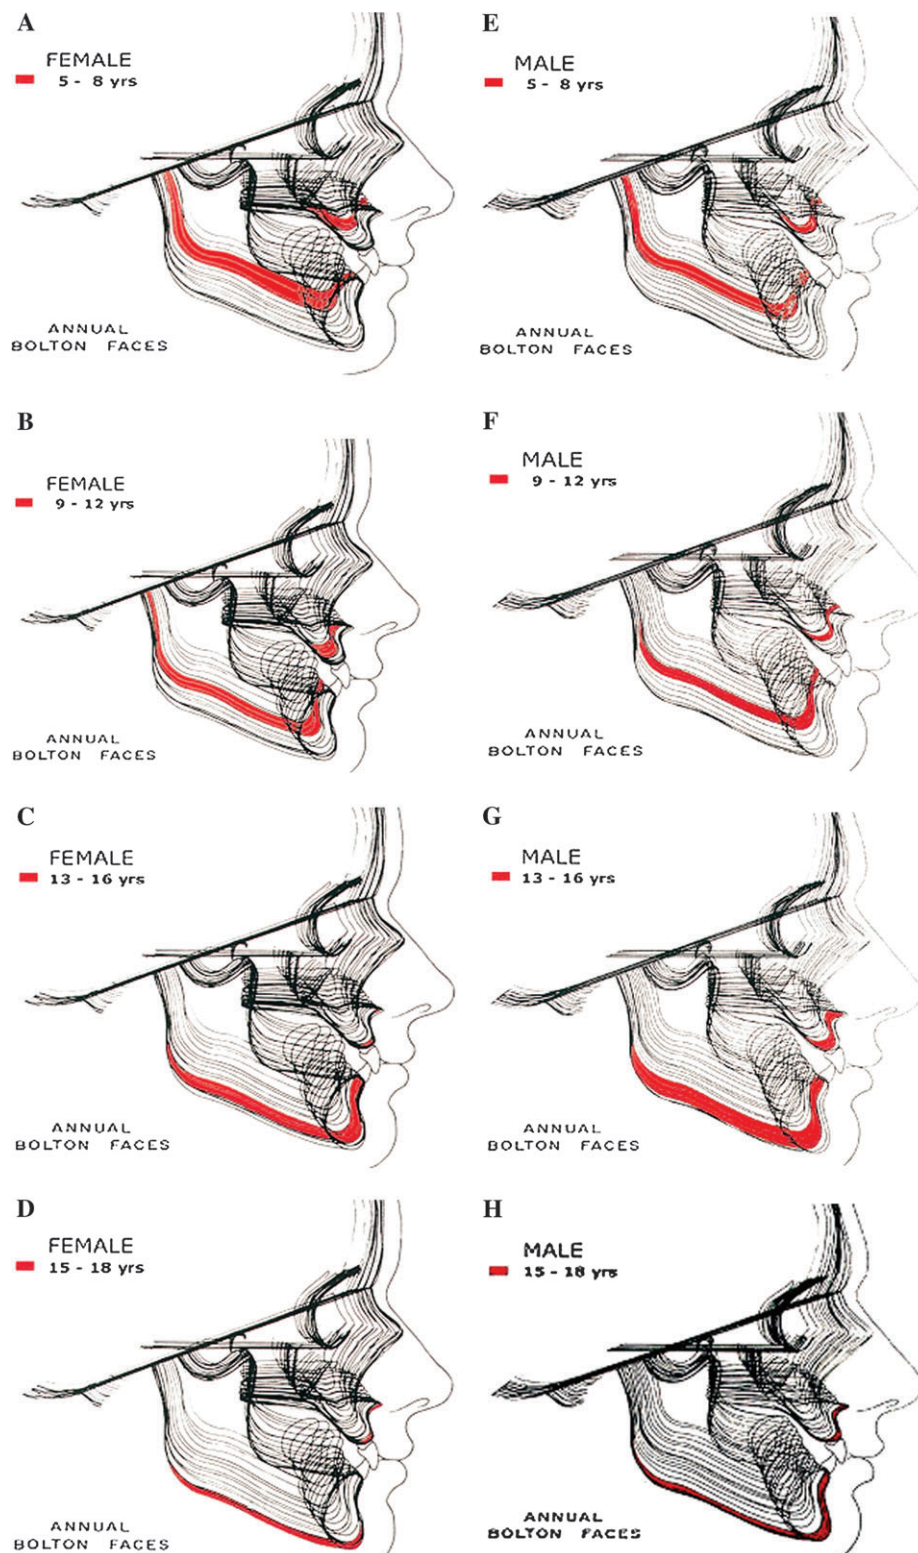 A
FEMALE
5 - 8 yrs
ANNUAL
BOLTON FACES
E
MALE
5 - 8 yrs
ANNUAL
BOLTON FACES
B
FEMALE
9 - 12 yrs
ANNUAL
BOLTON FACES
F
MALE
9 - 12 yrs
ANNUAL
BOLTON FACES
C
FEMALE
13 - 16 yrs
ANNUAL
BOLTON FACES
G
MALE
13 - 16 yrs
ANNUAL
BOLTON FACES
D
FEMALE
15 - 18 yrs
ANNUAL
BOLTON FACES
H
MALE
15 - 18 yrs
ANNUAL
BOLTON FACES